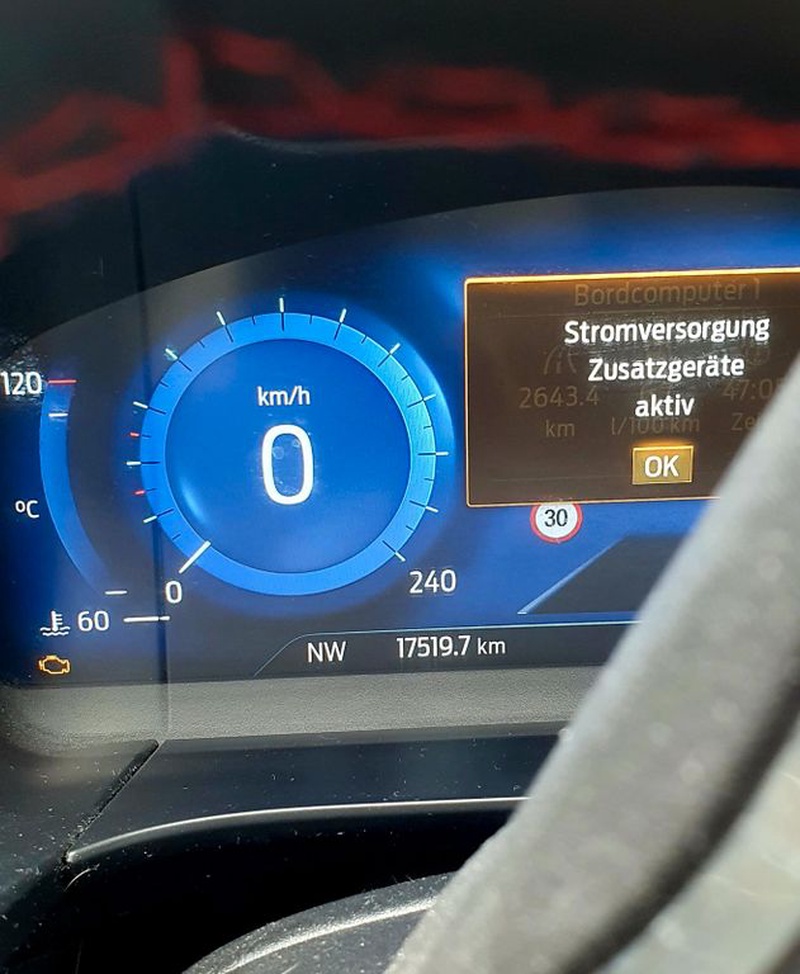 Bordcomputer 1
Stromversorgung
Zusatzgeräte
aktiv
2643.4
km
l/100 km
OK
120
km/h
0
°C
30
0
240
60
NW
17519.7 km